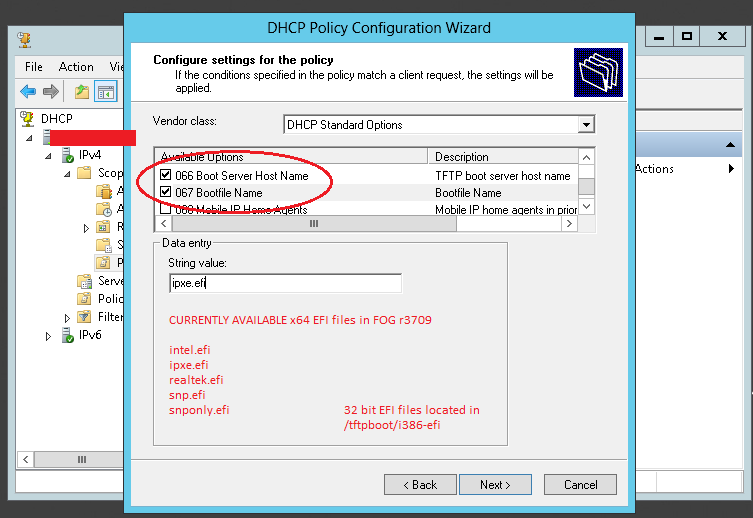 DHCP Policy Configuration Wizard
File Action
DHCP
IPv4
Scop
A
A
R
S
P
Serve
Polic
Filter
IPv6
Configure settings for the policy
If the conditions specified in the policy match a client request, the settings will be
applied.
Vendor class: DHCP Standard Options
Available Options Description
066 Boot Server Host Name TFTP boot server host name
067 Bootfile Name Bootfile Name
068 Mobile IP Home Agents Mobile IP home agents in prior
Data entry
String value:
ipxe.efi
CURRENTLY AVAILABLE x64 EFI files in FOG r3709
intel.efi
ipxe.efi
realtek.efi
snp.efi
snponly.efi
32 bit EFI files located in
/tftpboot/i386-efi
< Back Next > Cancel
Actions